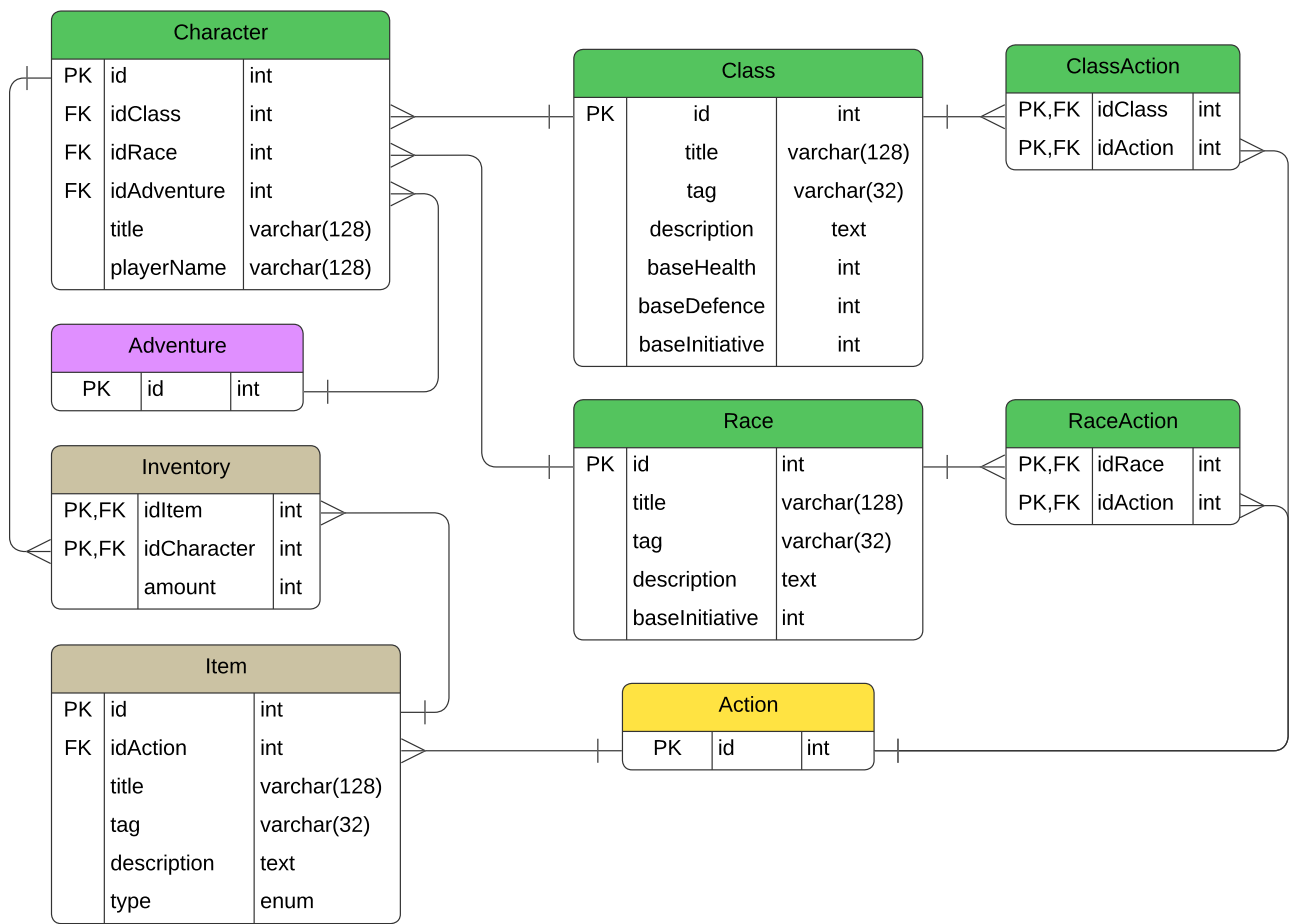 Character
PK id int
FK idClass int
FK idRace int
FK idAdventure int
title varchar(128)
playerName varchar(128)
Adventure
PK id int
Inventory
PK,FK idItem int
PK,FK idCharacter int
amount int
Item
PK id int
FK idAction int
title varchar(128)
tag varchar(32)
description text
type enum
Class
PK id int
title varchar(128)
tag varchar(32)
description text
baseHealth int
baseDefence int
baseInitiative int
Race
PK id int
title varchar(128)
tag varchar(32)
description text
baseInitiative int
Action
PK id int
ClassAction
PK,FK idClass int
PK,FK idAction int
RaceAction
PK,FK idRace int
PK,FK idAction int